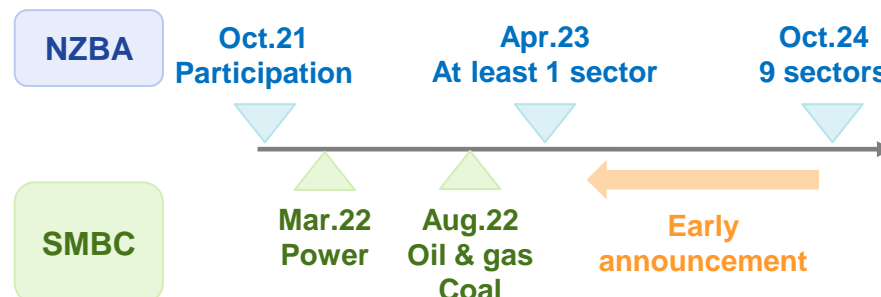 NZBA
Oct.21
Participation
Apr.23
At least 1 sector
Oct.24
9 sectors
SMBC
Mar.22
Power
Aug.22
Oil & gas
Coal
Early
announcement